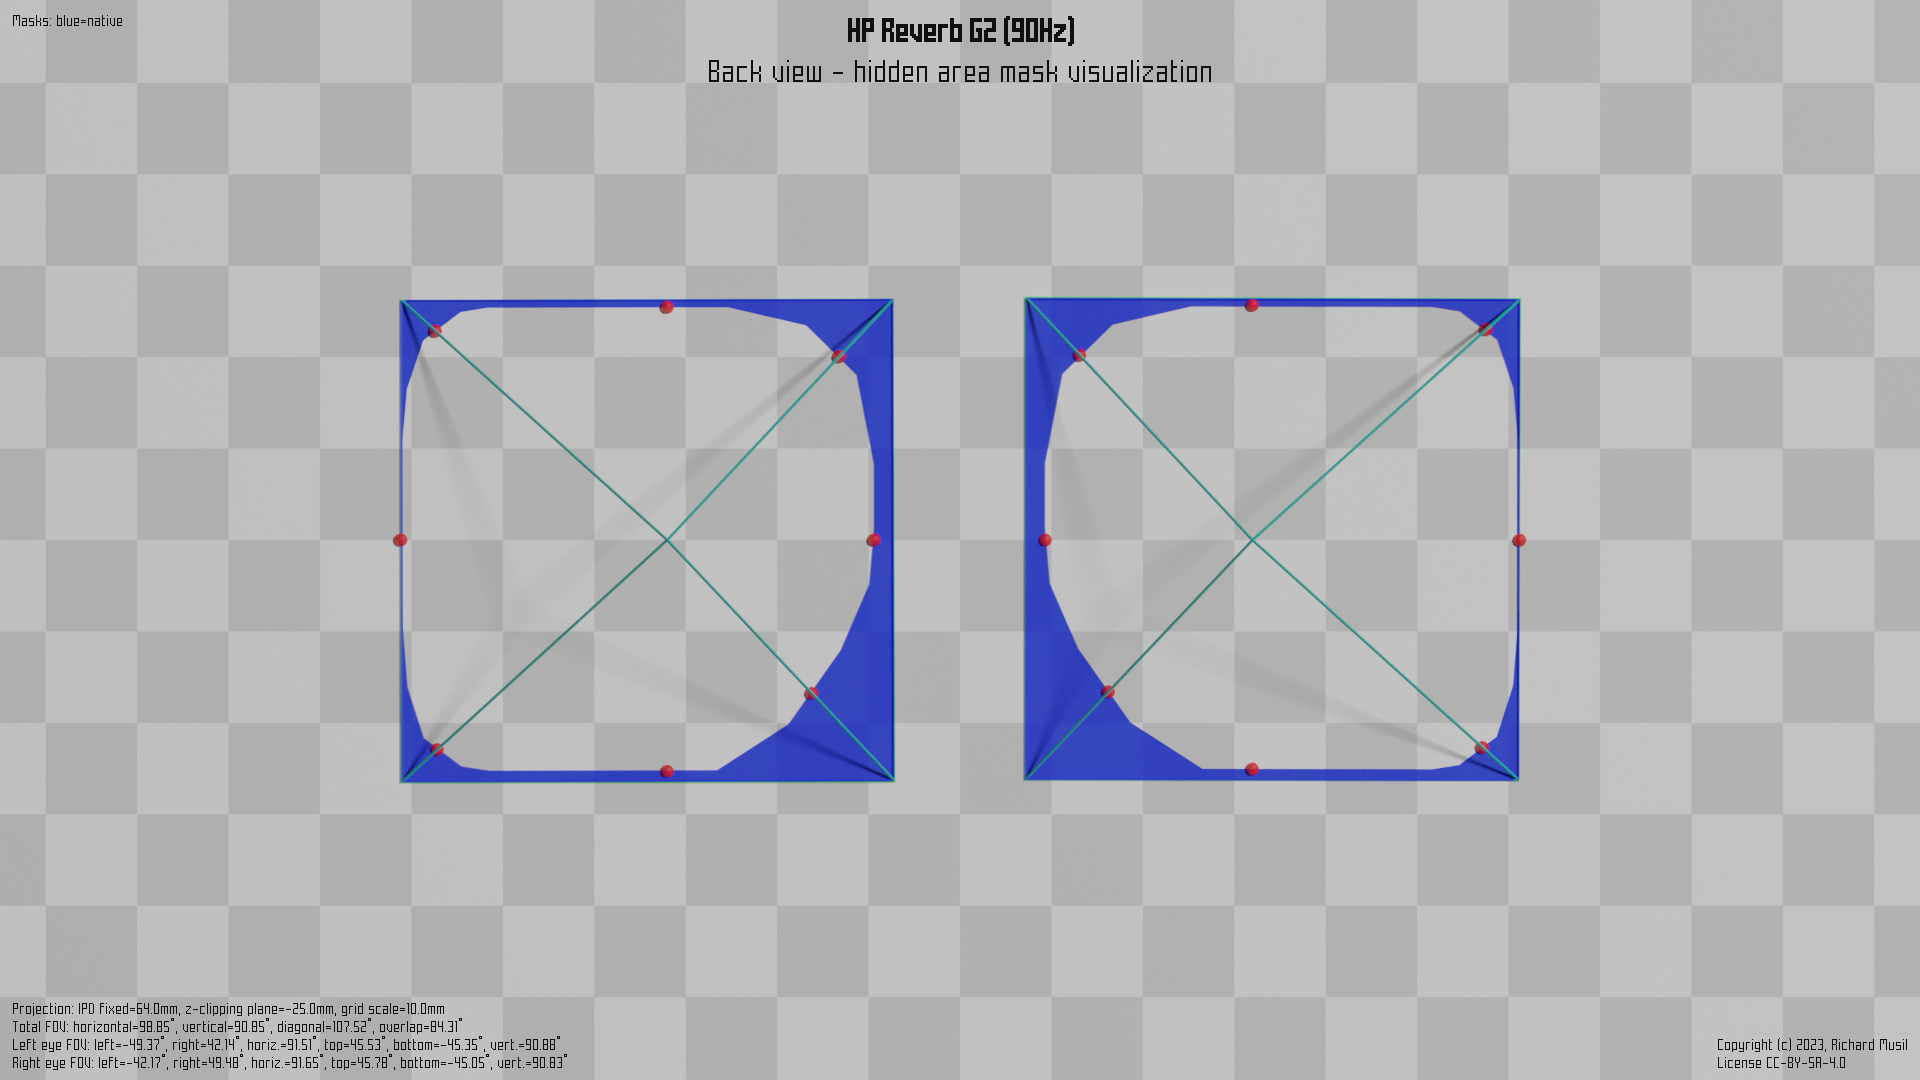 Masks: blue=native
HP Reverb G2 (90Hz)
Back view - hidden area mask visualization
Projection: IPD fixed=64.0mm, z-clipping plane=-25.0mm, grid scale=10.0mm
Total FOV: horizontal=98.85°, vertical=90.85°, diagonal=107.52°, overlap=84.31°
Left eye FOV: left=-49.37°, right=42.14°, horiz.=91.51°, top=45.53°, bottom=-45.35°, vert.=90.88°
Right eye FOV: left=-42.17°, right=49.48°, horiz.=91.65°, top=45.78°, bottom=-45.05°, vert.=90.83°
Copyright (c) 2023, Richard Musil
License CC-BY-SA-4.0